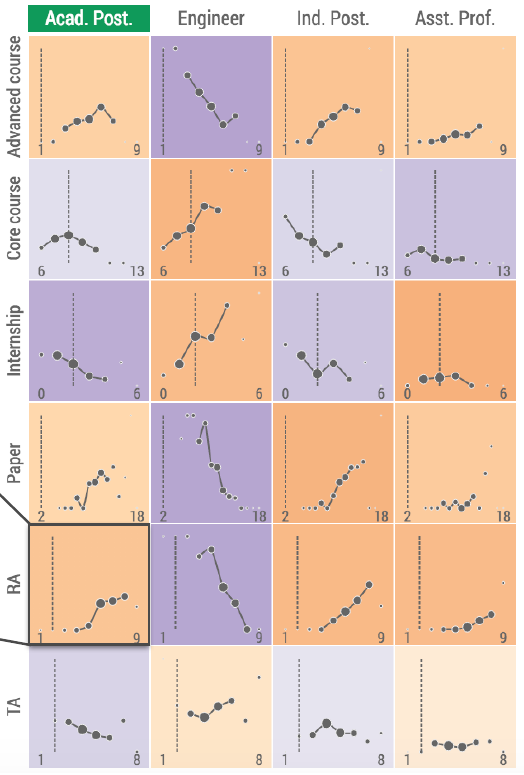 Acad. Post. Engineer Ind. Post. Asst. Prof.
Advanced course
1 9 1 9 1 9 1 9
Core course
6 13 6 13 6 13 6 13
Internship
0 6 0 6 0 6 0 6
Paper
2 18 2 18 2 18 2 18
RA
1 9 1 9 1 9 1 9
TA
1 8 1 8 1 8 1 8